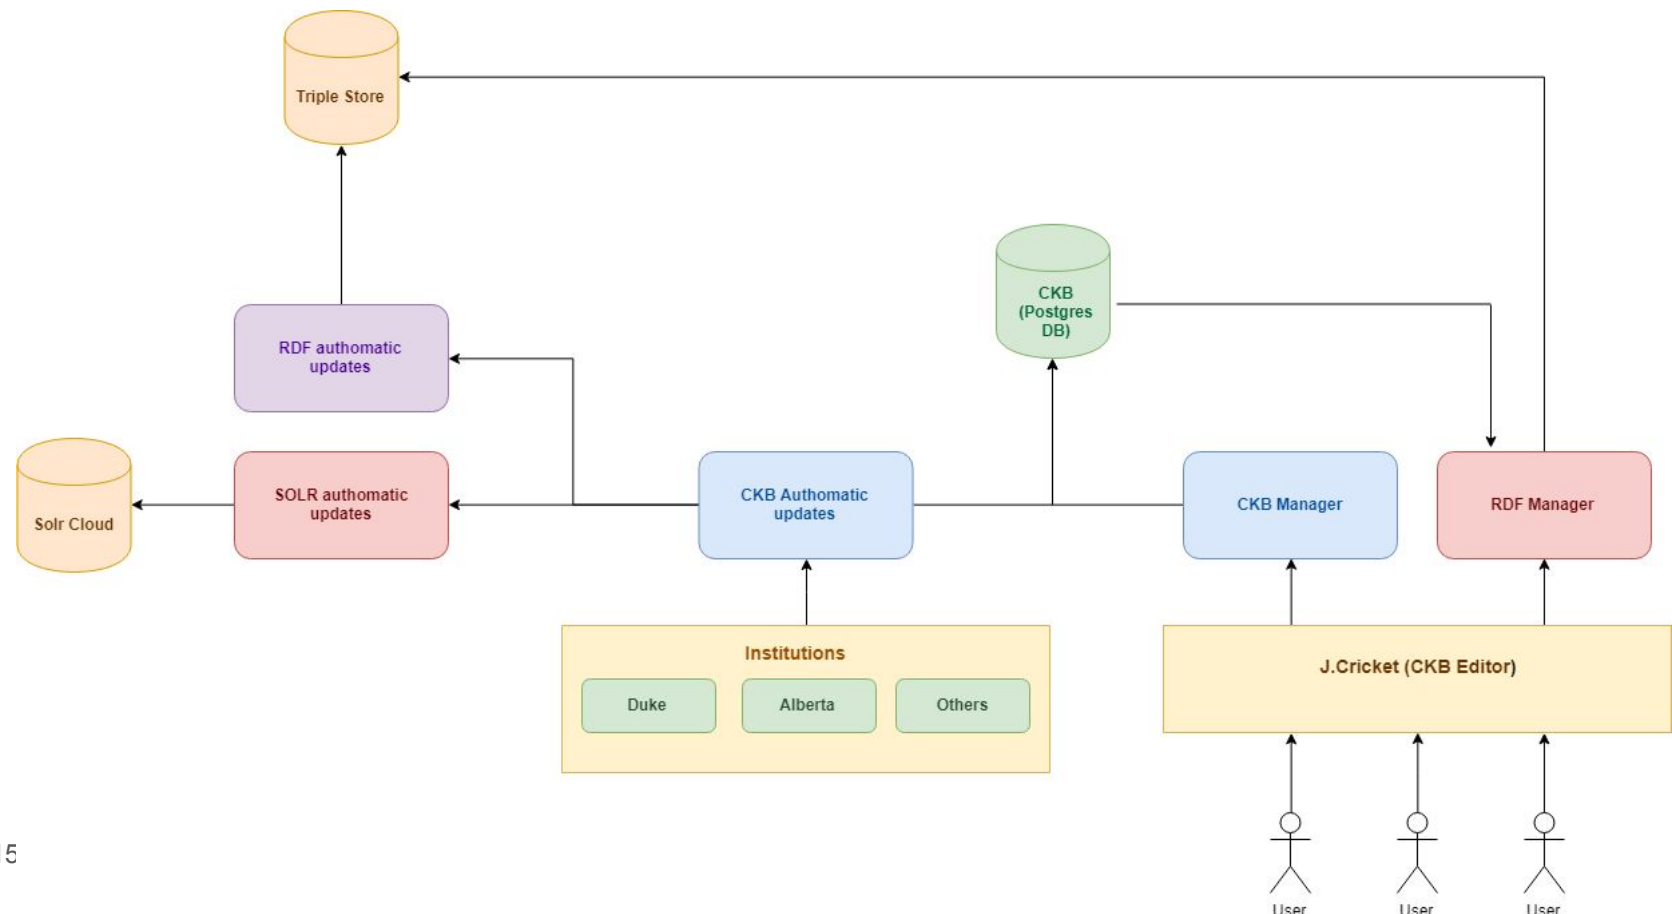 Triple Store
CKB
(Postgres
DB)
RDF authomatic
updates
Solr Cloud
SOLR authomatic
updates
CKB Authomatic
updates
CKB Manager
RDF Manager
Institutions
Duke
Alberta
Others
J.Cricket (CKB Editor)
User
User
User